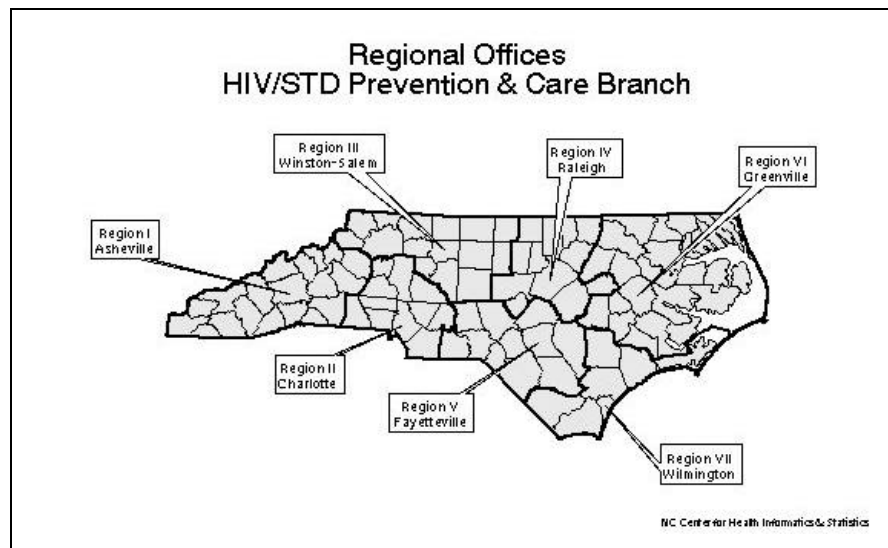 Regional Offices
HIV/STD Prevention & Care Branch
Region III
Winston-Salem
Region IV
Raleigh
Region VI
Greenville
Region I
Asheville
Region II
Charlotte
Region V
Fayetteville
Region VII
Wilmington
NC Center for Health Informatics & Statistics